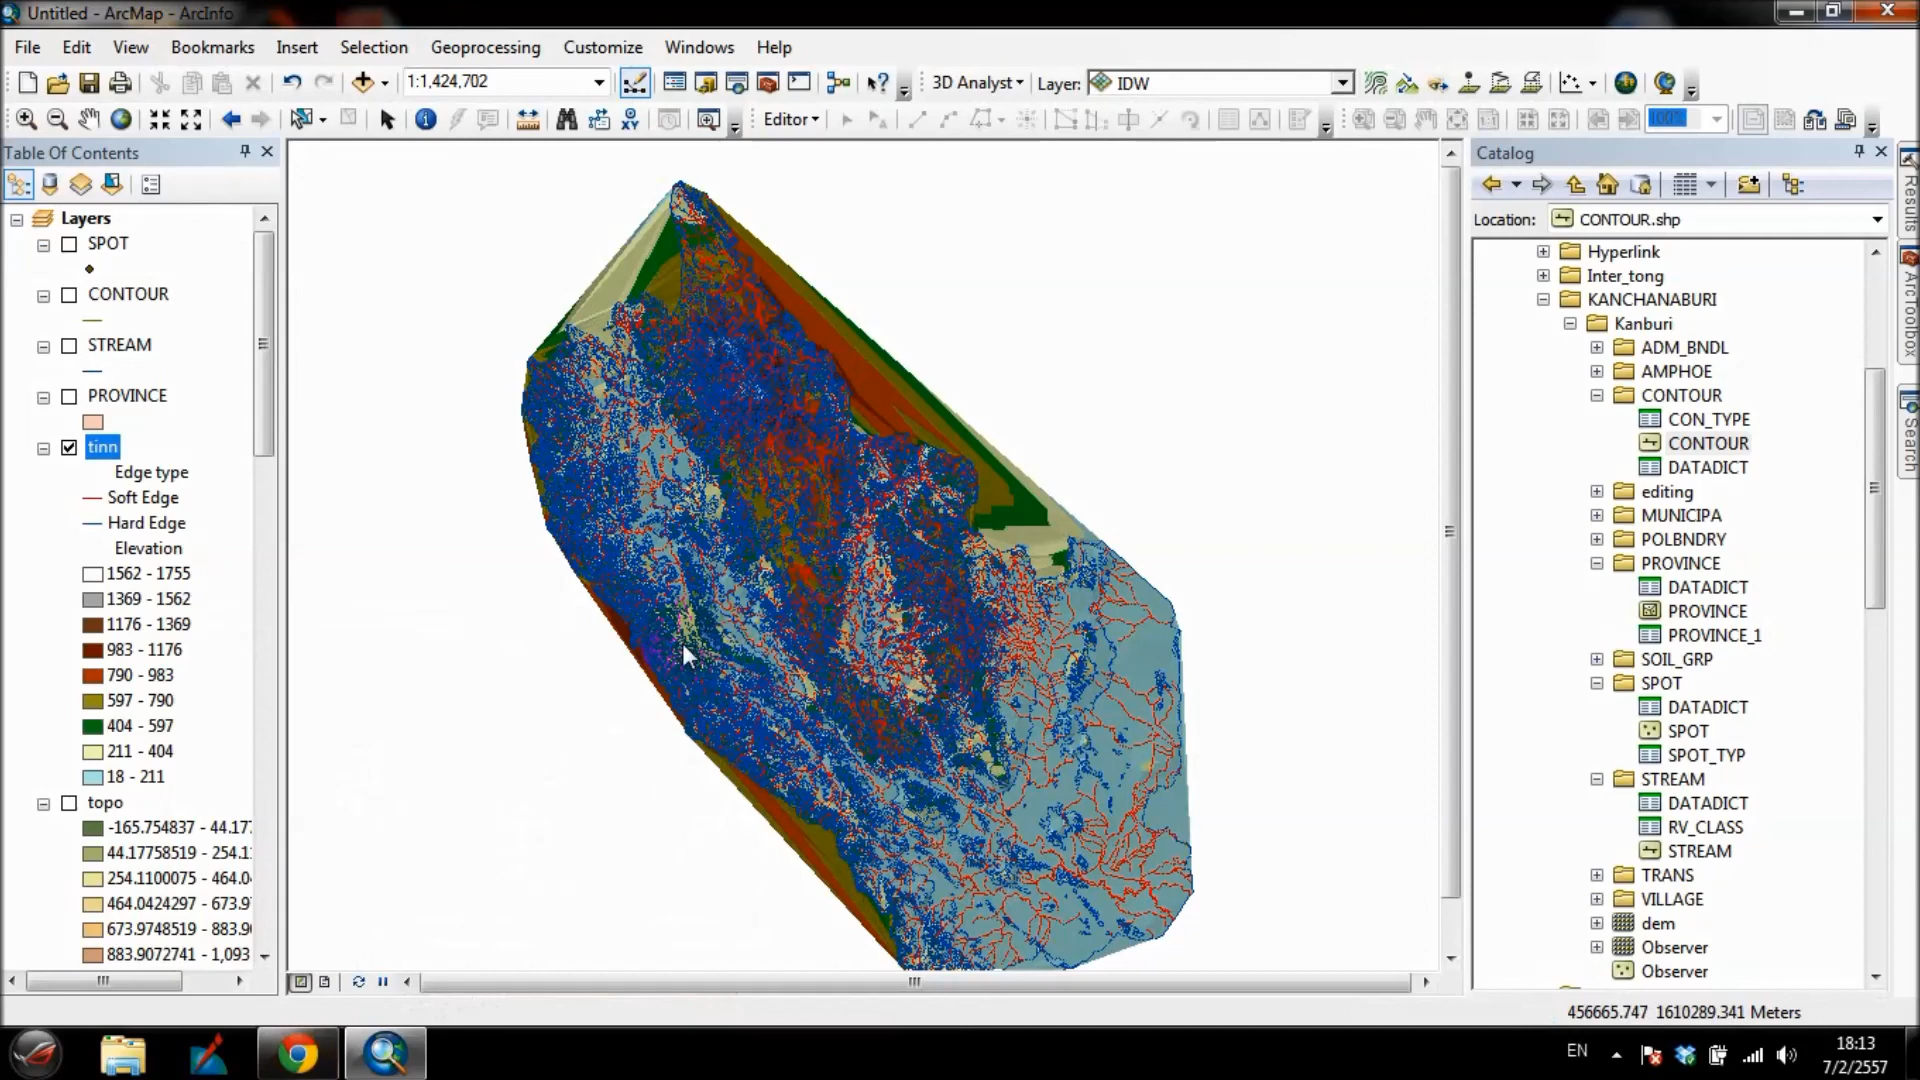 Untitled - ArcMap - ArcInfo
File Edit View Bookmarks Insert Selection Geoprocessing Customize Windows Help
1:1,424,702 3D Analyst Layer: IDW
Editor 100%
Table Of Contents
Layers
SPOT
CONTOUR
STREAM
PROVINCE
tinn
Edge type
Soft Edge
Hard Edge
Elevation
1562 - 1755
1369 - 1562
1176 - 1369
983 - 1176
790 - 983
597 - 790
404 - 597
211 - 404
18 - 211
topo
-165.754837 - 44.17
44.17758519 - 254.1
254.1100075 - 464.0
464.0424297 - 673.9
673.9748519 - 883.9
883.9072741 - 1,093
Catalog
Location: CONTOUR.shp
Hyperlink
Inter_tong
KANCHANABURI
Kanburi
ADM_BNDL
AMPHOE
CONTOUR
CON_TYPE
CONTOUR
DATADICT
editing
MUNICIPA
POLBNDRY
PROVINCE
DATADICT
PROVINCE
PROVINCE_1
SOIL_GRP
SPOT
DATADICT
SPOT
SPOT_TYP
STREAM
DATADICT
RV_CLASS
STREAM
TRANS
VILLAGE
dem
Observer
Observer
Results
ArcToolbox
Search
456665.747 1610289.341 Meters
EN
18:13
7/2/2557